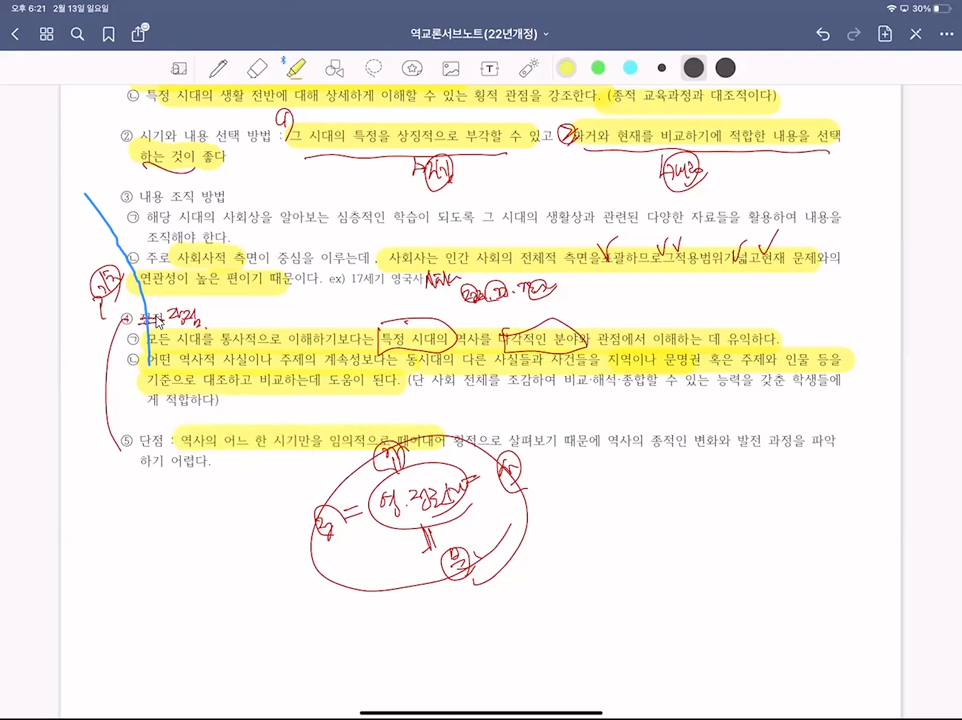 오후 6:21 2월 13일 일요일
30%
역교론서브노트(22년개정)
㉡ 특정 시대의 생활 전반에 대해 상세하게 이해할 수 있는 횡적 관점을 강조한다. (종적 교육과정과 대조적이다)
② 시기와 내용 선택 방법 : 그 시대의 특정을 상징적으로 부각할 수 있고 과거와 현재를 비교하기에 적합한 내용을 선택
하는 것이 좋다
③ 내용 조직 방법
㉠ 해당 시대의 사회상을 알아보는 심층적인 학습이 되도록 그 시대의 생활상과 관련된 다양한 자료들을 활용하여 내용을
조직해야 한다.
㉡ 주로 사회사적 측면이 중심을 이루는데, 사회사는 인간 사회의 전체적 측면을 포괄하므로 그 적용범위가 넓고 현재 문제와의
연관성이 높은 편이기 때문이다. ex) 17세기 영국사
④ 장점
㉠ 모든 시대를 통사적으로 이해하기보다는 특정 시대의 역사를 다각적인 분야와 관점에서 이해하는 데 유익하다.
㉡ 어떤 역사적 사실이나 주제의 계속성보다는 동시대의 다른 사실들과 사건들을 지역이나 문명권 혹은 주제와 인물 등을
기준으로 대조하고 비교하는데 도움이 된다. (단 사회 전체를 조감하여 비교·해석·종합할 수 있는 능력을 갖춘 학생들에
게 적합하다)
⑤ 단점 : 역사의 어느 한 시기만을 임의적으로 떼어내어 횡적으로 살펴보기 때문에 역사의 종적인 변화와 발전 과정을 파악
하기 어렵다.